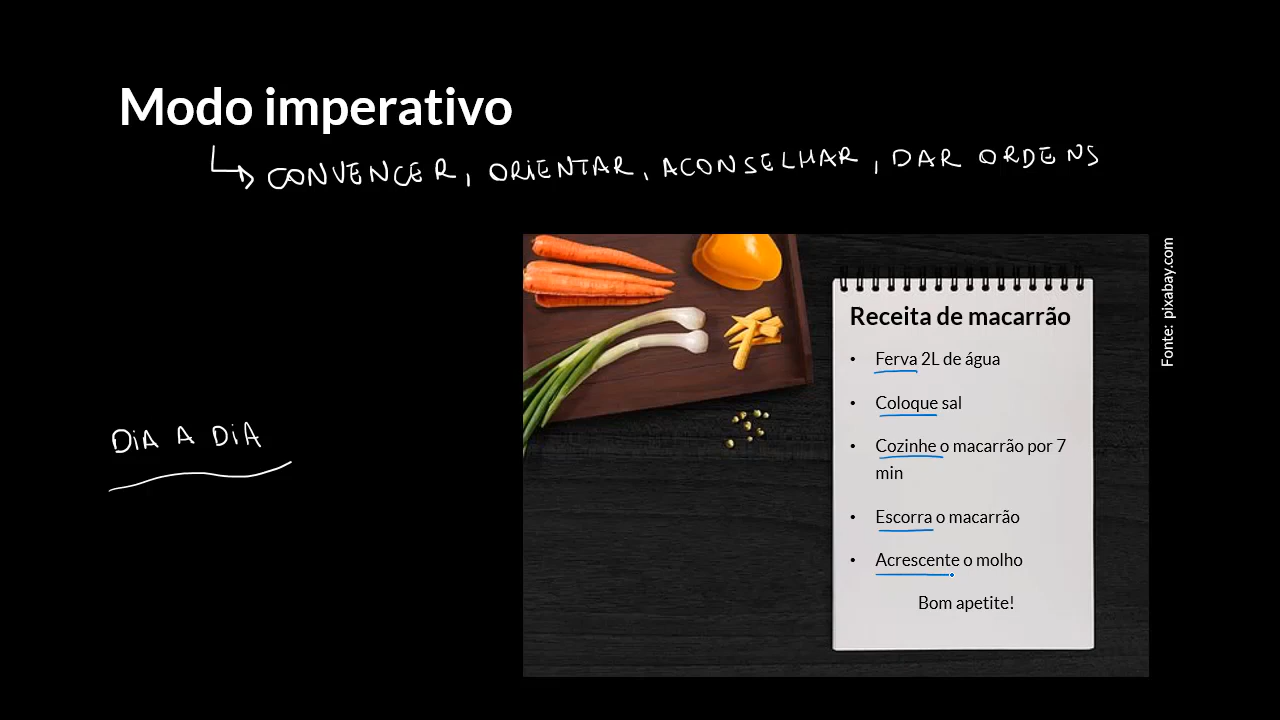 Modo imperativo
CONVENCER, ORIENTAR, ACONSELHAR, DAR ORDENS
DIA A DIA
Receita de macarrão
• Ferva 2L de água
• Coloque sal
• Cozinhe o macarrão por 7
min
• Escorra o macarrão
• Acrescente o molho
Bom apetite!
Fonte: pixabay.com